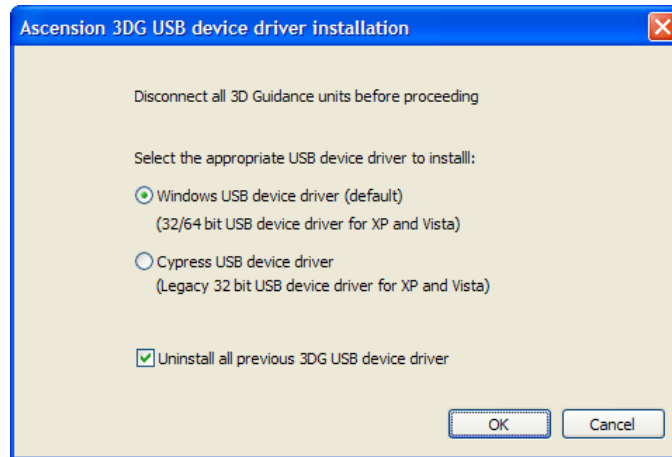 Ascension 3DG USB device driver installation
Disconnect all 3D Guidance units before proceeding
Select the appropriate USB device driver to installl:
Windows USB device driver (default)
(32/64 bit USB device driver for XP and Vista)
Cypress USB device driver
(Legacy 32 bit USB device driver for XP and Vista)
Uninstall all previous 3DG USB device driver
OK Cancel